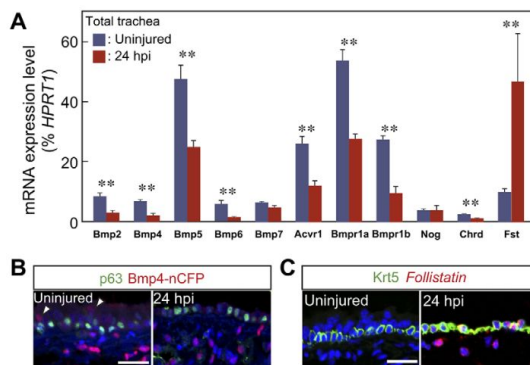 A
Total trachea
: Uninjured
: 24 hpi
mRNA expression level
(% HPRT1)
60
40
20
0
**
**
**
**
**
**
**
**
**
Bmp2 Bmp4 Bmp5 Bmp6 Bmp7 Acvr1 Bmpr1a Bmpr1b Nog Chrd Fst
B
p63 Bmp4-nCFP
Uninjured
24 hpi
C
Krt5 Follistatin
Uninjured
24 hpi